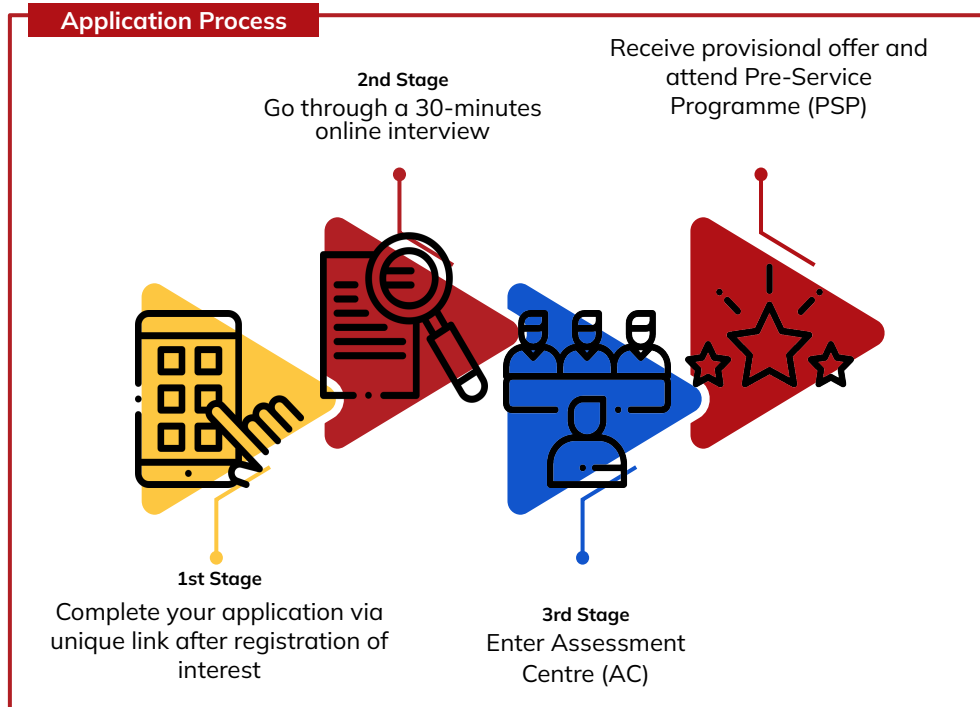 Application Process
1st Stage
Complete your application via
unique link after registration of
interest
2nd Stage
Go through a 30-minutes
online interview
3rd Stage
Enter Assessment
Centre (AC)
Receive provisional offer and
attend Pre-Service
Programme (PSP)